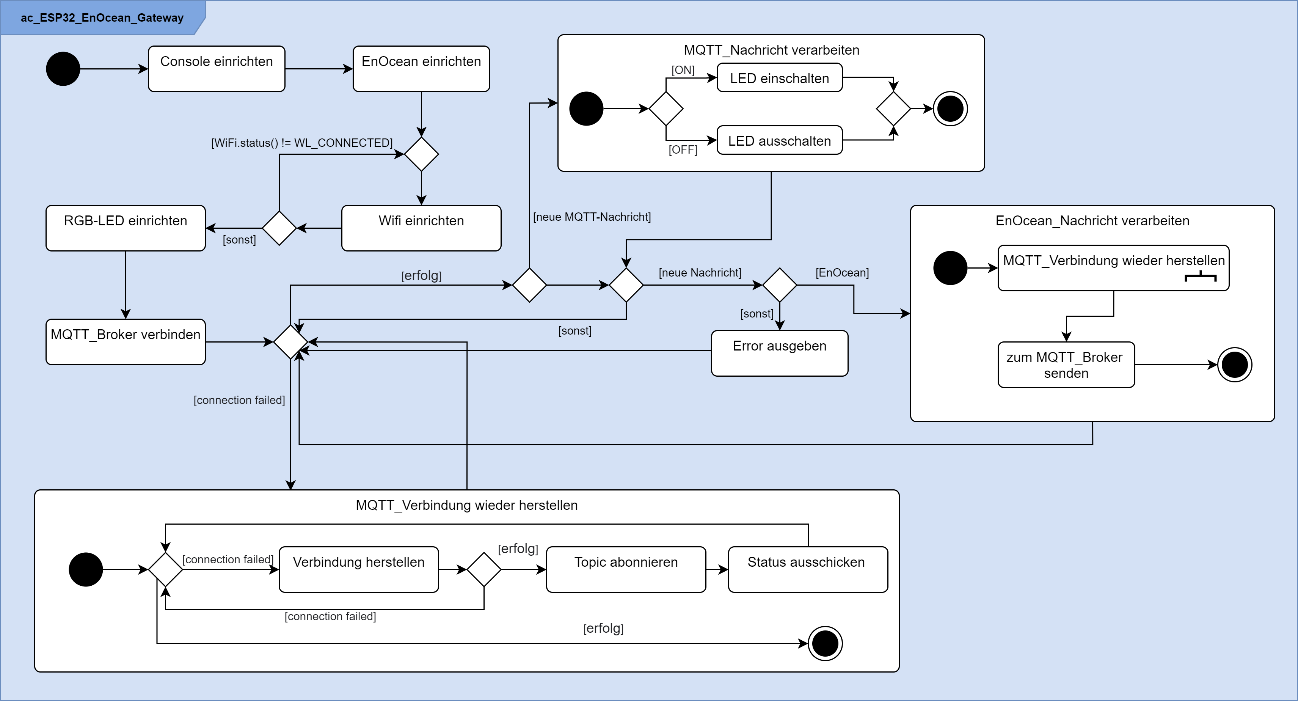 ac_ESP32_EnOcean_Gateway
Console einrichten
EnOcean einrichten
MQTT_Nachricht verarbeiten
[ON]
LED einschalten
LED ausschalten
[OFF]
[WiFi.status() != WL_CONNECTED]
RGB-LED einrichten
[sonst]
Wifi einrichten
[neue MQTT-Nachricht]
EnOcean_Nachricht verarbeiten
MQTT_Verbindung wieder herstellen
zum MQTT_Broker
senden
[erfolg]
[neue Nachricht]
[EnOcean]
[sonst]
[sonst]
MQTT_Broker verbinden
Error ausgeben
[connection failed]
MQTT_Verbindung wieder herstellen
[connection failed]
Verbindung herstellen
[erfolg]
Topic abonnieren
Status ausschicken
[connection failed]
[erfolg]